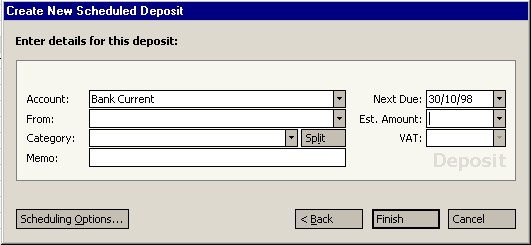 Create New Scheduled Deposit
Enter details for this deposit:
Account: Bank Current Next Due: 30/10/98
From: Est. Amount:
Category: Split VAT:
Memo: Deposit
Scheduling Options... < Back Finish Cancel